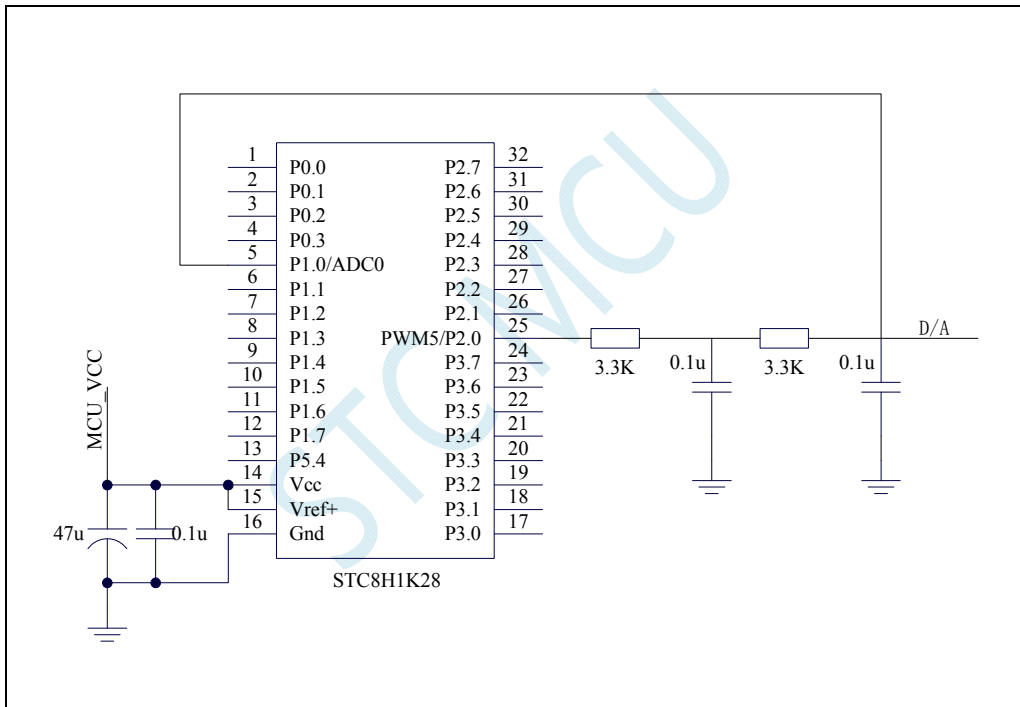 1 P0.0 P2.7 32
2 P0.1 P2.6 31
3 P0.2 P2.5 30
4 P0.3 P2.4 29
5 P1.0/ADC0 P2.3 28
6 P1.1 P2.2 27
7 P1.2 P2.1 26
8 P1.3 PWM5/P2.0 25
9 P1.4 P3.7 24
10 P1.5 P3.6 23
11 P1.6 P3.5 22
12 P1.7 P3.4 21
13 P5.4 P3.3 20
14 Vcc P3.2 19
15 Vref+ P3.1 18
16 Gnd P3.0 17
STC8H1K28
MCU_VCC
47u
0.1u
3.3K
0.1u
3.3K
0.1u
D/A
STC MCU